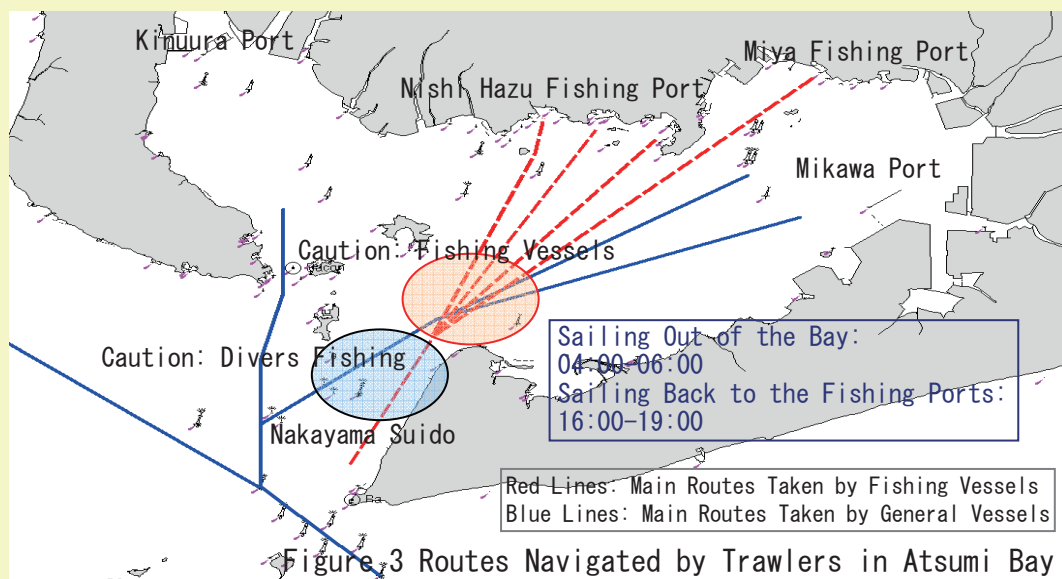 Kinuura Port
Miya Fishing Port
Nishi Hazu Fishing Port
Mikawa Port
Caution: Fishing Vessels
Caution: Divers Fishing
Sailing Out of the Bay:
04:00-06:00
Sailing Back to the Fishing Ports:
16:00-19:00
Nakayama Suido
Red Lines: Main Routes Taken by Fishing Vessels
Blue Lines: Main Routes Taken by General Vessels
Figure 3 Routes Navigated by Trawlers in Atsumi Bay